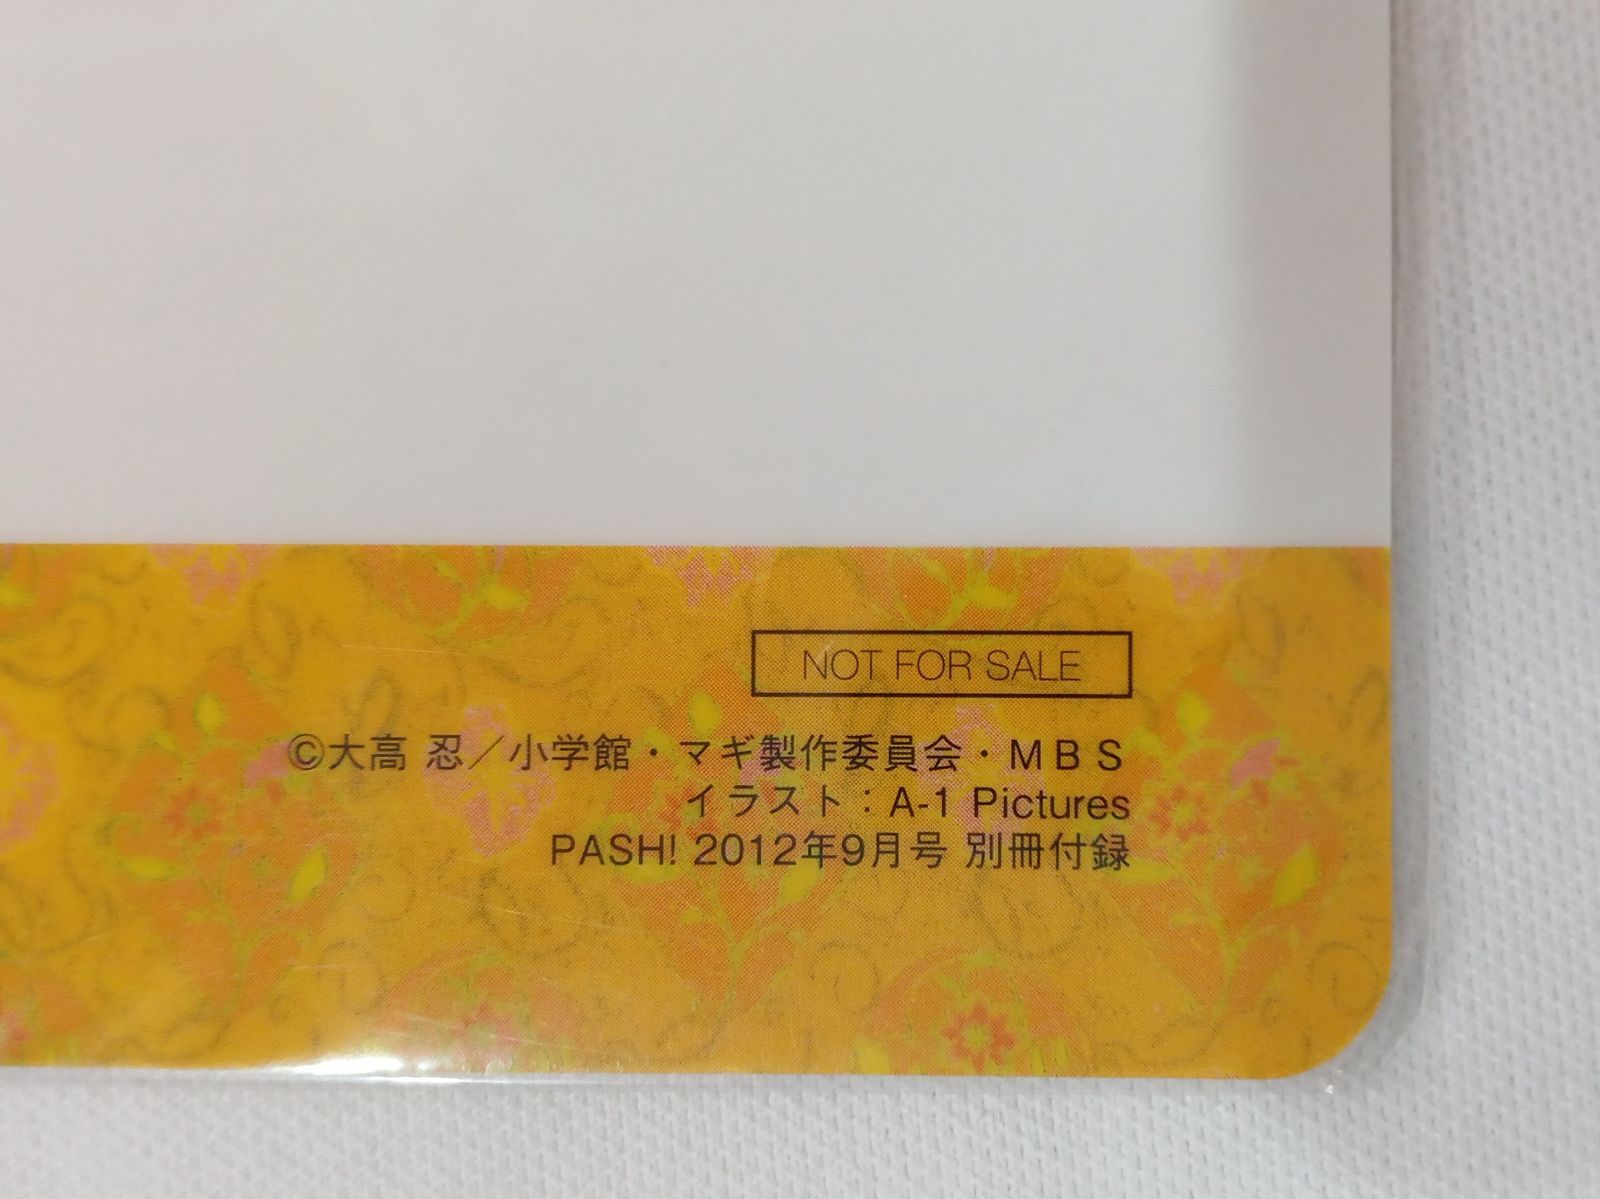 NOT FOR SALE
©大高 忍／小学館・マギ製作委員会・MBS
イラスト：A-1 Pictures
PASH! 2012年9月号 別冊付録